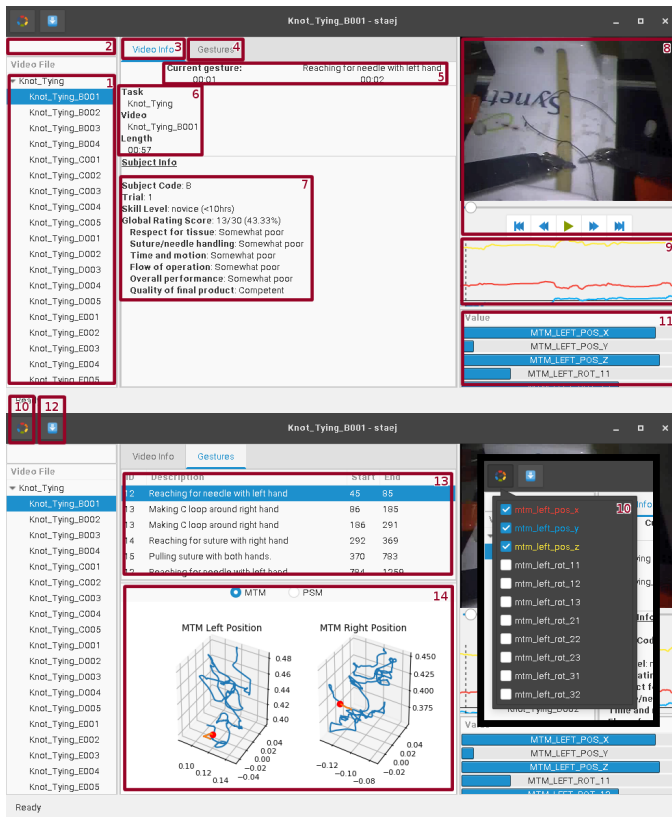 Knot_Tying_B001 - staej
2
3
4
8
Video Info
Gestures
Video File
Current gesture:
Reaching for needle with left hand
00:01
00:02
5
1
Knot_Tying
Knot_Tying_B001
Knot_Tying_B002
Knot_Tying_B003
Knot_Tying_B004
Knot_Tying_C001
Knot_Tying_C002
Knot_Tying_C003
Knot_Tying_C004
Knot_Tying_C005
Knot_Tying_D001
Knot_Tying_D002
Knot_Tying_D003
Knot_Tying_D004
Knot_Tying_D005
Knot_Tying_E001
Knot_Tying_E002
Knot_Tying_E003
Knot_Tying_E004
Knot_Tying_E005
6
Task
Knot_Tying
Video
Knot_Tying_B001
Length
00:57
Subject Info
7
Subject Code: B
Trial: 1
Skill Level: novice (<10hrs)
Global Rating Score: 13/30 (43.33%)
Respect for tissue: Somewhat poor
Suture/needle handling: Somewhat poor
Time and motion: Somewhat poor
Flow of operation: Somewhat poor
Overall performance: Somewhat poor
Quality of final product: Competent
9
Value
11
MTM_LEFT_POS_X
MTM_LEFT_POS_Y
MTM_LEFT_POS_Z
MTM_LEFT_ROT_11
10
12
Knot_Tying_B001 - staej
Video Info
Gestures
Video File
Knot_Tying
Knot_Tying_B001
Knot_Tying_B002
Knot_Tying_B003
Knot_Tying_B004
Knot_Tying_C001
Knot_Tying_C002
Knot_Tying_C003
Knot_Tying_C004
Knot_Tying_C005
Knot_Tying_D001
Knot_Tying_D002
Knot_Tying_D003
Knot_Tying_D004
Knot_Tying_D005
Knot_Tying_E001
Knot_Tying_E002
Knot_Tying_E003
Knot_Tying_E004
Knot_Tying_E005
ID Description Start End
13
12 Reaching for needle with left hand 45 85
13 Making C loop around right hand 86 185
13 Making C loop around right hand 186 291
14 Reaching for suture with right hand 292 369
15 Pulling suture with both hands. 370 783
12 Reaching for needle with left hand 784 1259
MTM
PSM
14
MTM Left Position
MTM Right Position
0.48
0.46
0.44
0.42
0.40
0.04
0.02
0.00
-0.02
-0.04
0.10
0.12
0.14
0.450
0.425
0.400
0.375
0.04
0.02
0.00
-0.02
-0.12
-0.10
-0.08
10
mtm_left_pos_x
mtm_left_pos_y
mtm_left_pos_z
mtm_left_rot_11
mtm_left_rot_12
mtm_left_rot_13
mtm_left_rot_21
mtm_left_rot_22
mtm_left_rot_23
mtm_left_rot_31
mtm_left_rot_32
MTM_LEFT_POS_X
MTM_LEFT_POS_Y
MTM_LEFT_POS_Z
MTM_LEFT_ROT_11
MTM_LEFT_ROT_12
Ready